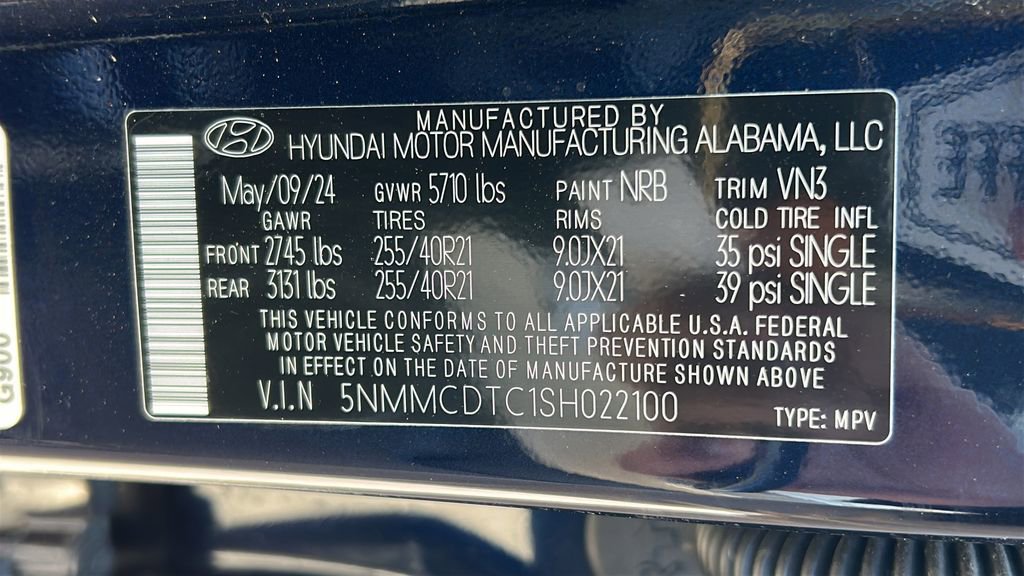 MANUFACTURED BY
HYUNDAI MOTOR MANUFACTURING ALABAMA, LLC
May/09/24 GVWR 5710 lbs PAINT NRB TRIM VN3
GAWR TIRES RIMS COLD TIRE INFL
FRONT 2745 lbs 255/40R21 9.0JX21 35 psi SINGLE
REAR 3131 lbs 255/40R21 9.0JX21 39 psi SINGLE
THIS VEHICLE CONFORMS TO ALL APPLICABLE U.S.A. FEDERAL
MOTOR VEHICLE SAFETY AND THEFT PREVENTION STANDARDS
IN EFFECT ON THE DATE OF MANUFACTURE SHOWN ABOVE
V.I.N 5NMMCDTC1SH022100
TYPE: MPV
G900